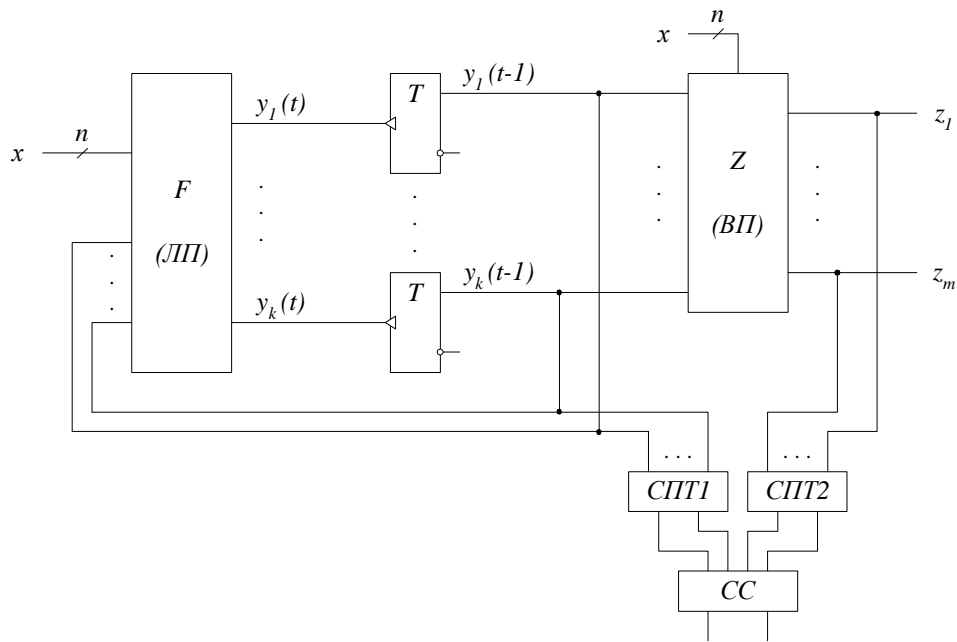 x
n
F
(ЛП)
y1(t)
T
y1(t-1)
x
n
Z
(ВП)
z1
. . .
yk(t)
T
yk(t-1)
zm
. . .
СПТ1
. . .
СПТ2
СС